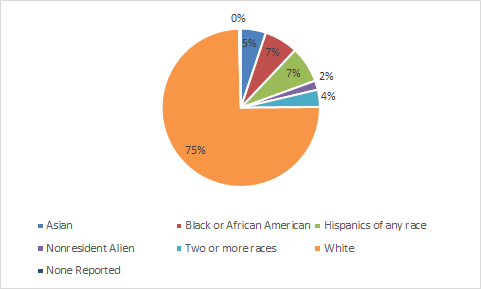 0%
5%
7%
7%
2%
4%
75%
Asian
Black or African American
Hispanics of any race
Nonresident Alien
Two or more races
White
None Reported